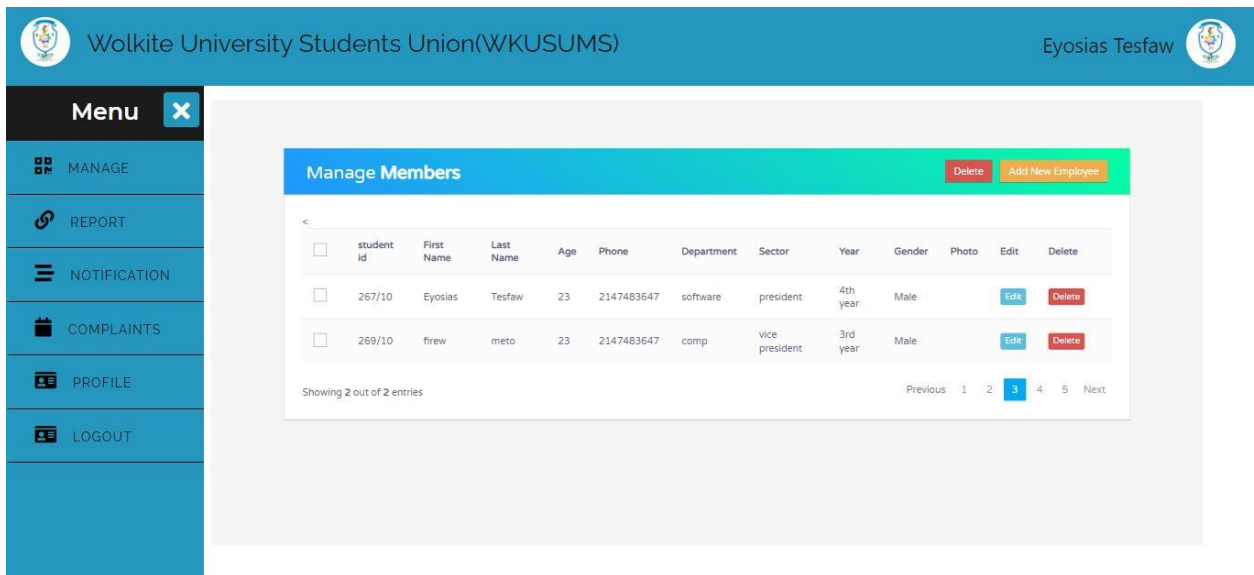 Wolkite University Students Union(WKUSUMS)
Eyosias Tesfaw
Menu
MANAGE
REPORT
NOTIFICATION
COMPLAINTS
PROFILE
LOGOUT
Manage Members
Delete Add New Employee
<
student id First Name Last Name Age Phone Department Sector Year Gender Photo Edit Delete
267/10 Eyosias Tesfaw 23 2147483647 software president 4th year Male Edit Delete
269/10 firew meto 23 2147483647 comp vice president 3rd year Male Edit Delete
Showing 2 out of 2 entries
Previous 1 2 3 4 5 Next